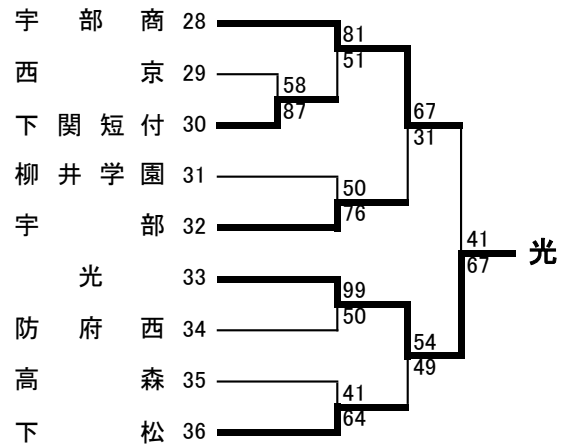 宇部商 28
81
51
西京 29
58
87
下関短付 30
67
31
柳井学園 31
50
76
宇部 32
41
67
光
光 33
99
50
防府西 34
54
49
高森 35
41
64
下松 36